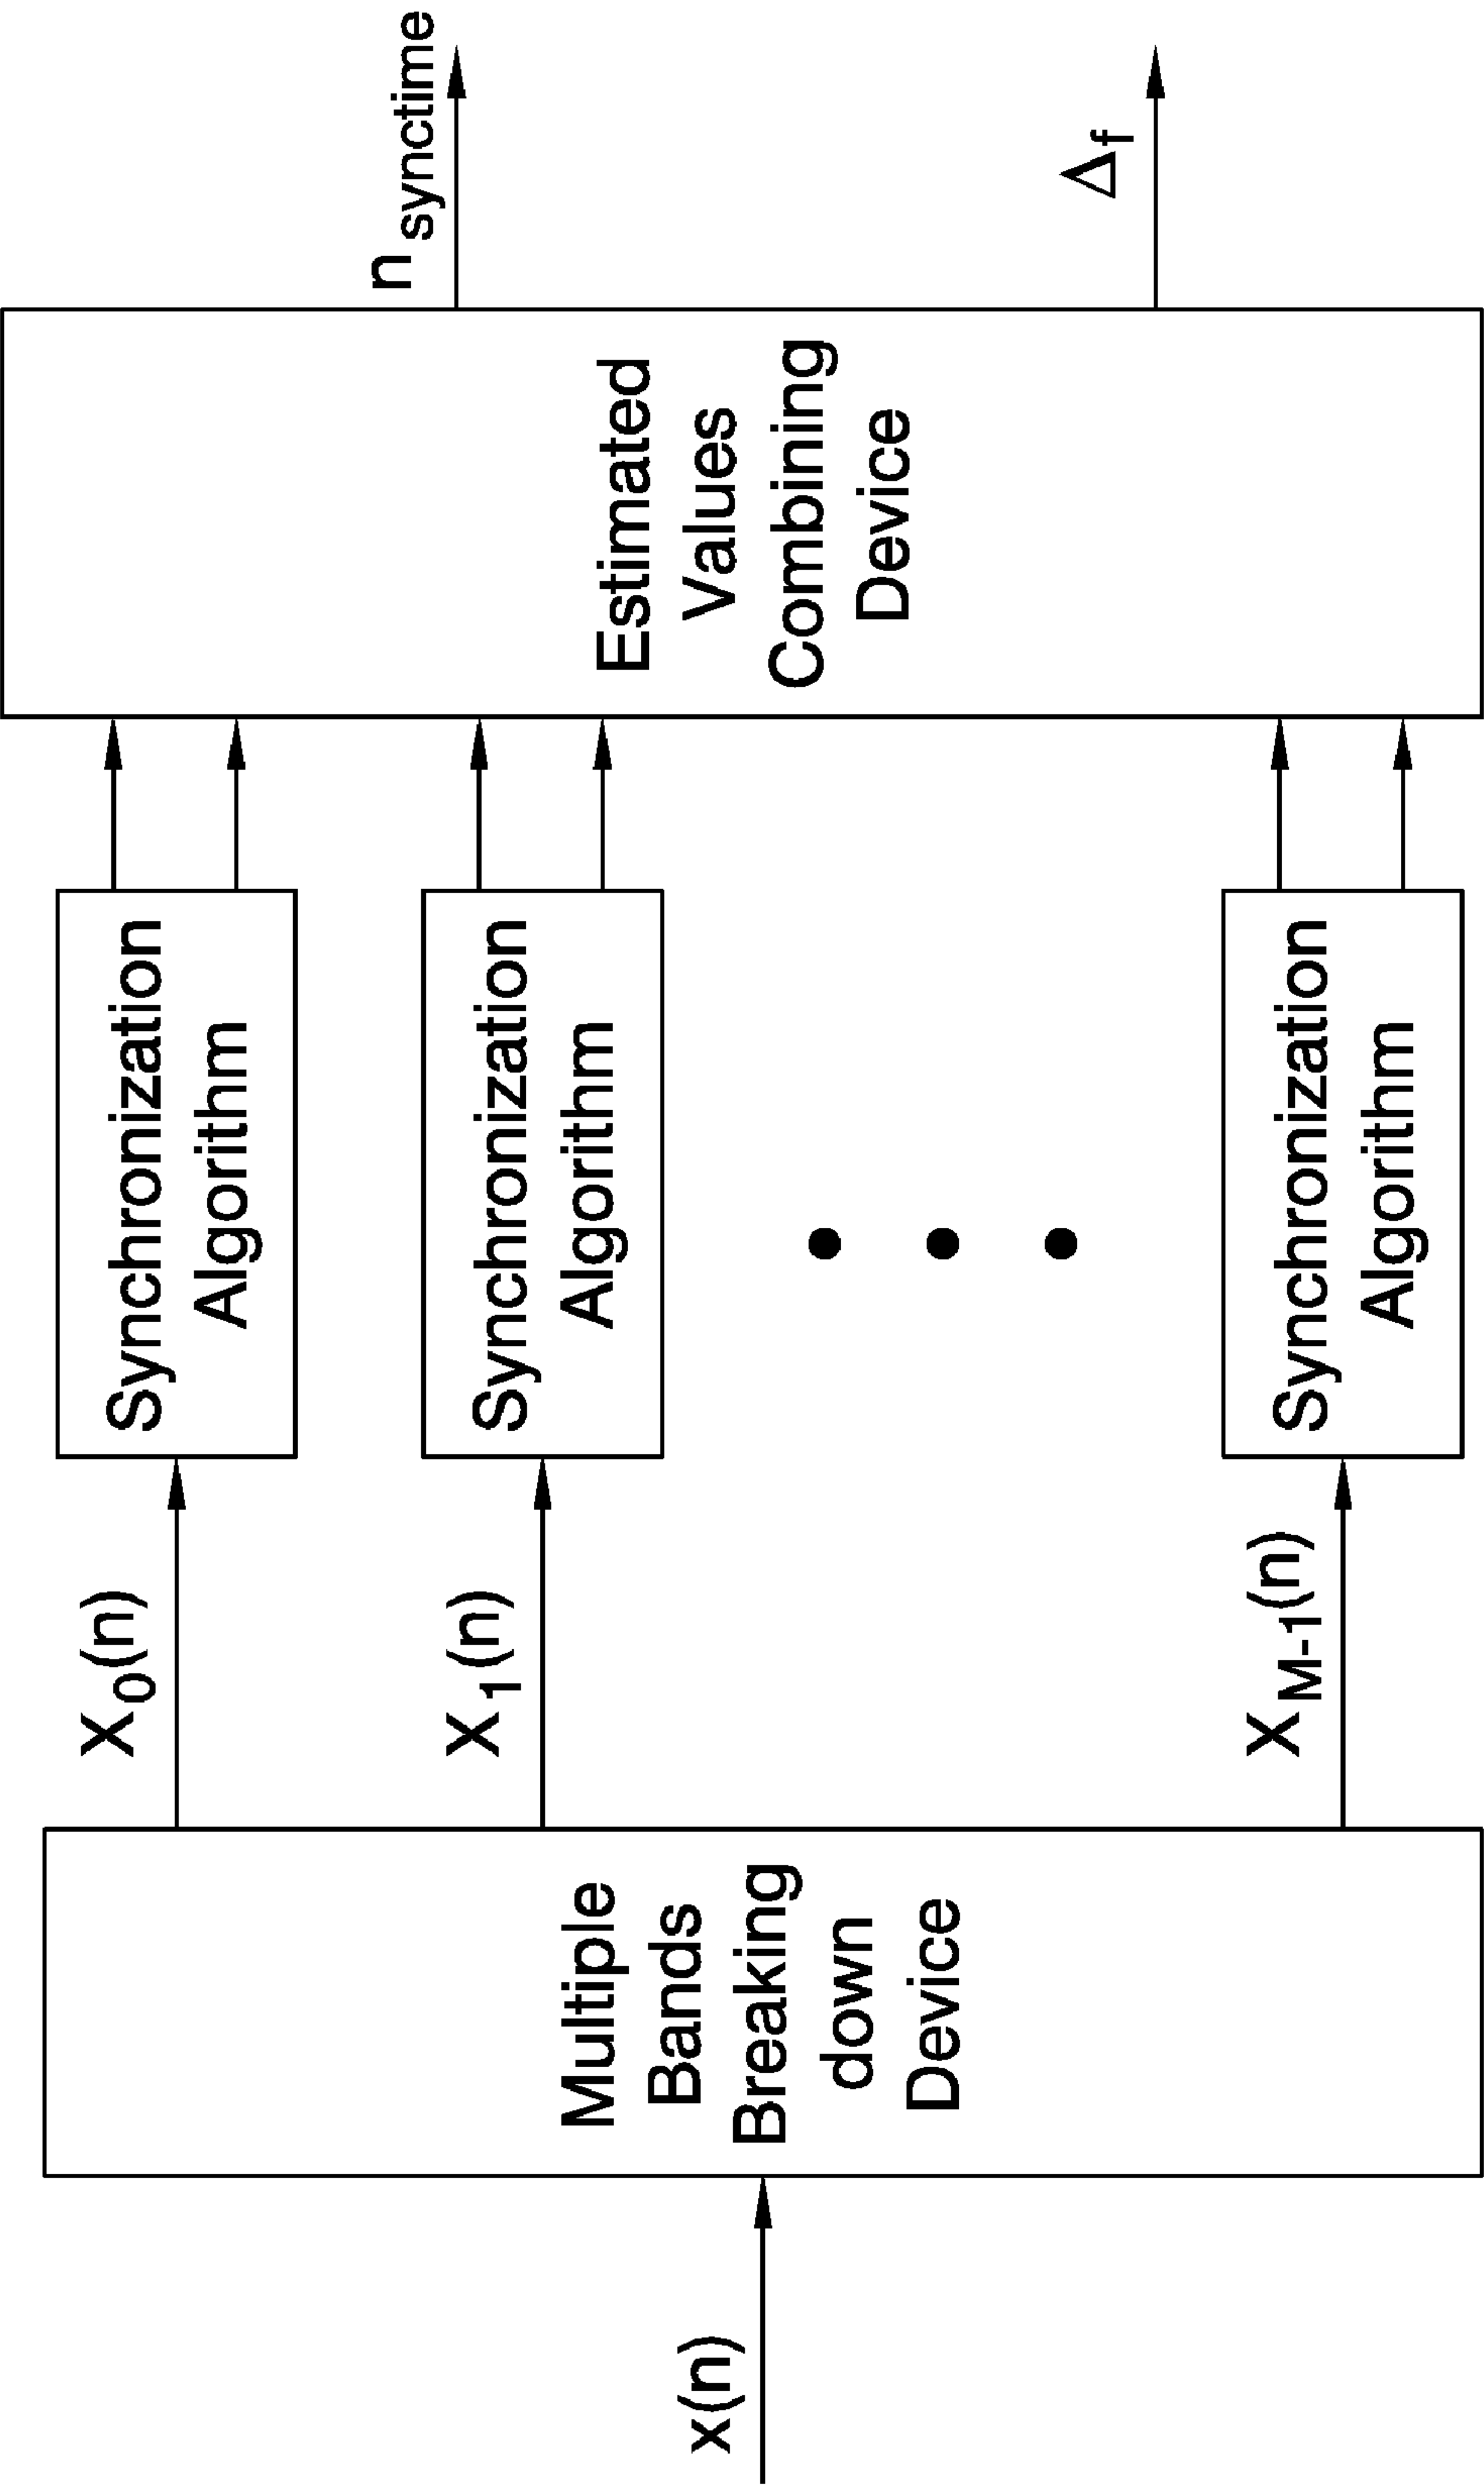 x(n)
Multiple
Bands
Breaking
down
Device
X0(n)
X1(n)
XM-1(n)
Synchronization
Algorithm
Synchronization
Algorithm
Synchronization
Algorithm
Estimated
Values
Combining
Device
n synctime
Δf